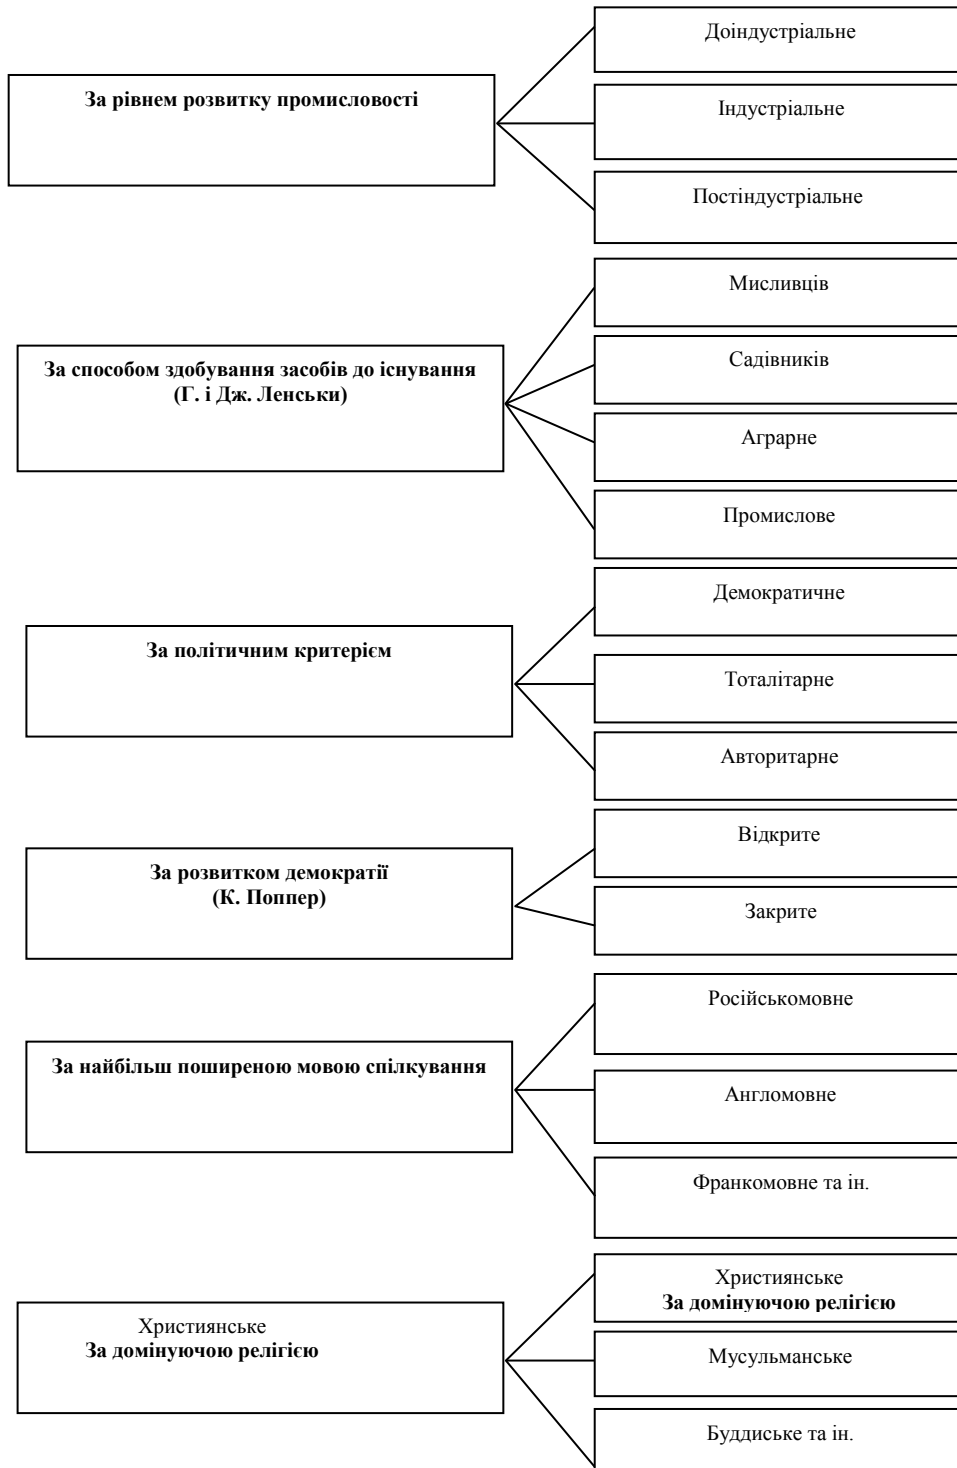 За рівнем розвитку промисловості
Доіндустріальне
Індустріальне
Постіндустріальне
За способом здобування засобів до існування
(Г. і Дж. Ленськи)
Мисливців
Садівників
Аграрне
Промислове
За політичним критерієм
Демократичне
Тоталітарне
Авторитарне
За розвитком демократії
(К. Поппер)
Відкрите
Закрите
За найбільш поширеною мовою спілкування
Російськомовне
Англомовне
Франкомовне та ін.
Християнське
За домінуючою релігією
Християнське
За домінуючою релігією
Мусульманське
Буддиське та ін.